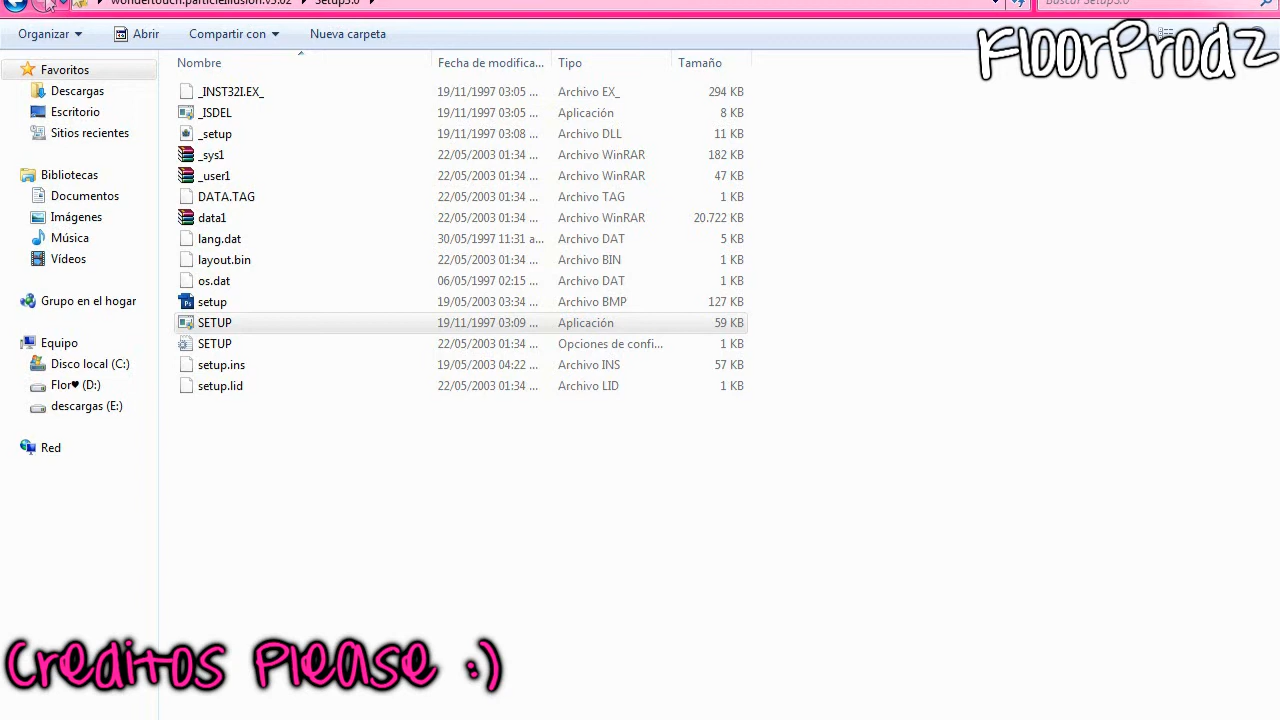 wondertouch.particleillusion.v3.02 Setup3.0 Buscar Setup3.0
Organizar Abrir Compartir con Nueva carpeta
FloorProdz
Nombre Fecha de modifica... Tipo Tamaño
Favoritos
Descargas
Escritorio
Sitios recientes
Bibliotecas
Documentos
Imágenes
Música
Vídeos
Grupo en el hogar
Equipo
Disco local (C:)
Flor♥ (D:)
descargas (E:)
Red
_INST32I.EX_ 19/11/1997 03:05 ... Archivo EX_ 294 KB
_ISDEL 19/11/1997 03:05 ... Aplicación 8 KB
_setup 19/11/1997 03:08 ... Archivo DLL 11 KB
_sys1 22/05/2003 01:34 ... Archivo WinRAR 182 KB
_user1 22/05/2003 01:34 ... Archivo WinRAR 47 KB
DATA.TAG 22/05/2003 01:34 ... Archivo TAG 1 KB
data1 22/05/2003 01:34 ... Archivo WinRAR 20.722 KB
lang.dat 30/05/1997 11:31 a... Archivo DAT 5 KB
layout.bin 22/05/2003 01:34 ... Archivo BIN 1 KB
os.dat 06/05/1997 02:15 ... Archivo DAT 1 KB
setup 19/05/2003 03:34 ... Archivo BMP 127 KB
SETUP 19/11/1997 03:09 ... Aplicación 59 KB
SETUP 22/05/2003 01:34 ... Opciones de confi... 1 KB
setup.ins 19/05/2003 04:22 ... Archivo INS 57 KB
setup.lid 22/05/2003 01:34 ... Archivo LID 1 KB
Creditos Please :)